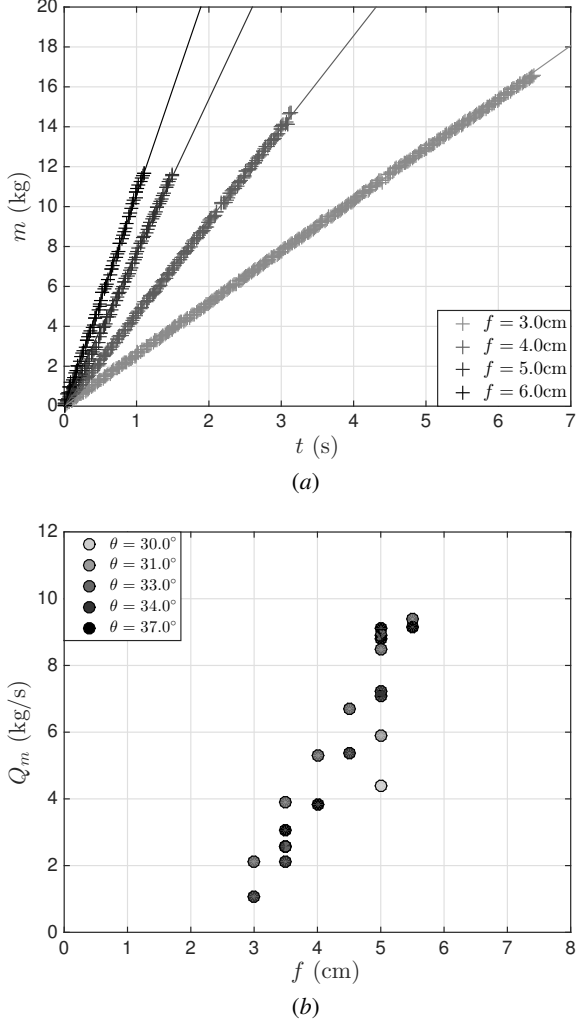 20
18
16
14
12
10
8
6
4
2
0
m (kg)
f = 3.0cm
f = 4.0cm
f = 5.0cm
f = 6.0cm
0 1 2 3 4 5 6 7
t (s)
(a)
12
10
8
6
4
2
0
Qm (kg/s)
θ = 30.0°
θ = 31.0°
θ = 33.0°
θ = 34.0°
θ = 37.0°
0 1 2 3 4 5 6 7 8
f (cm)
(b)